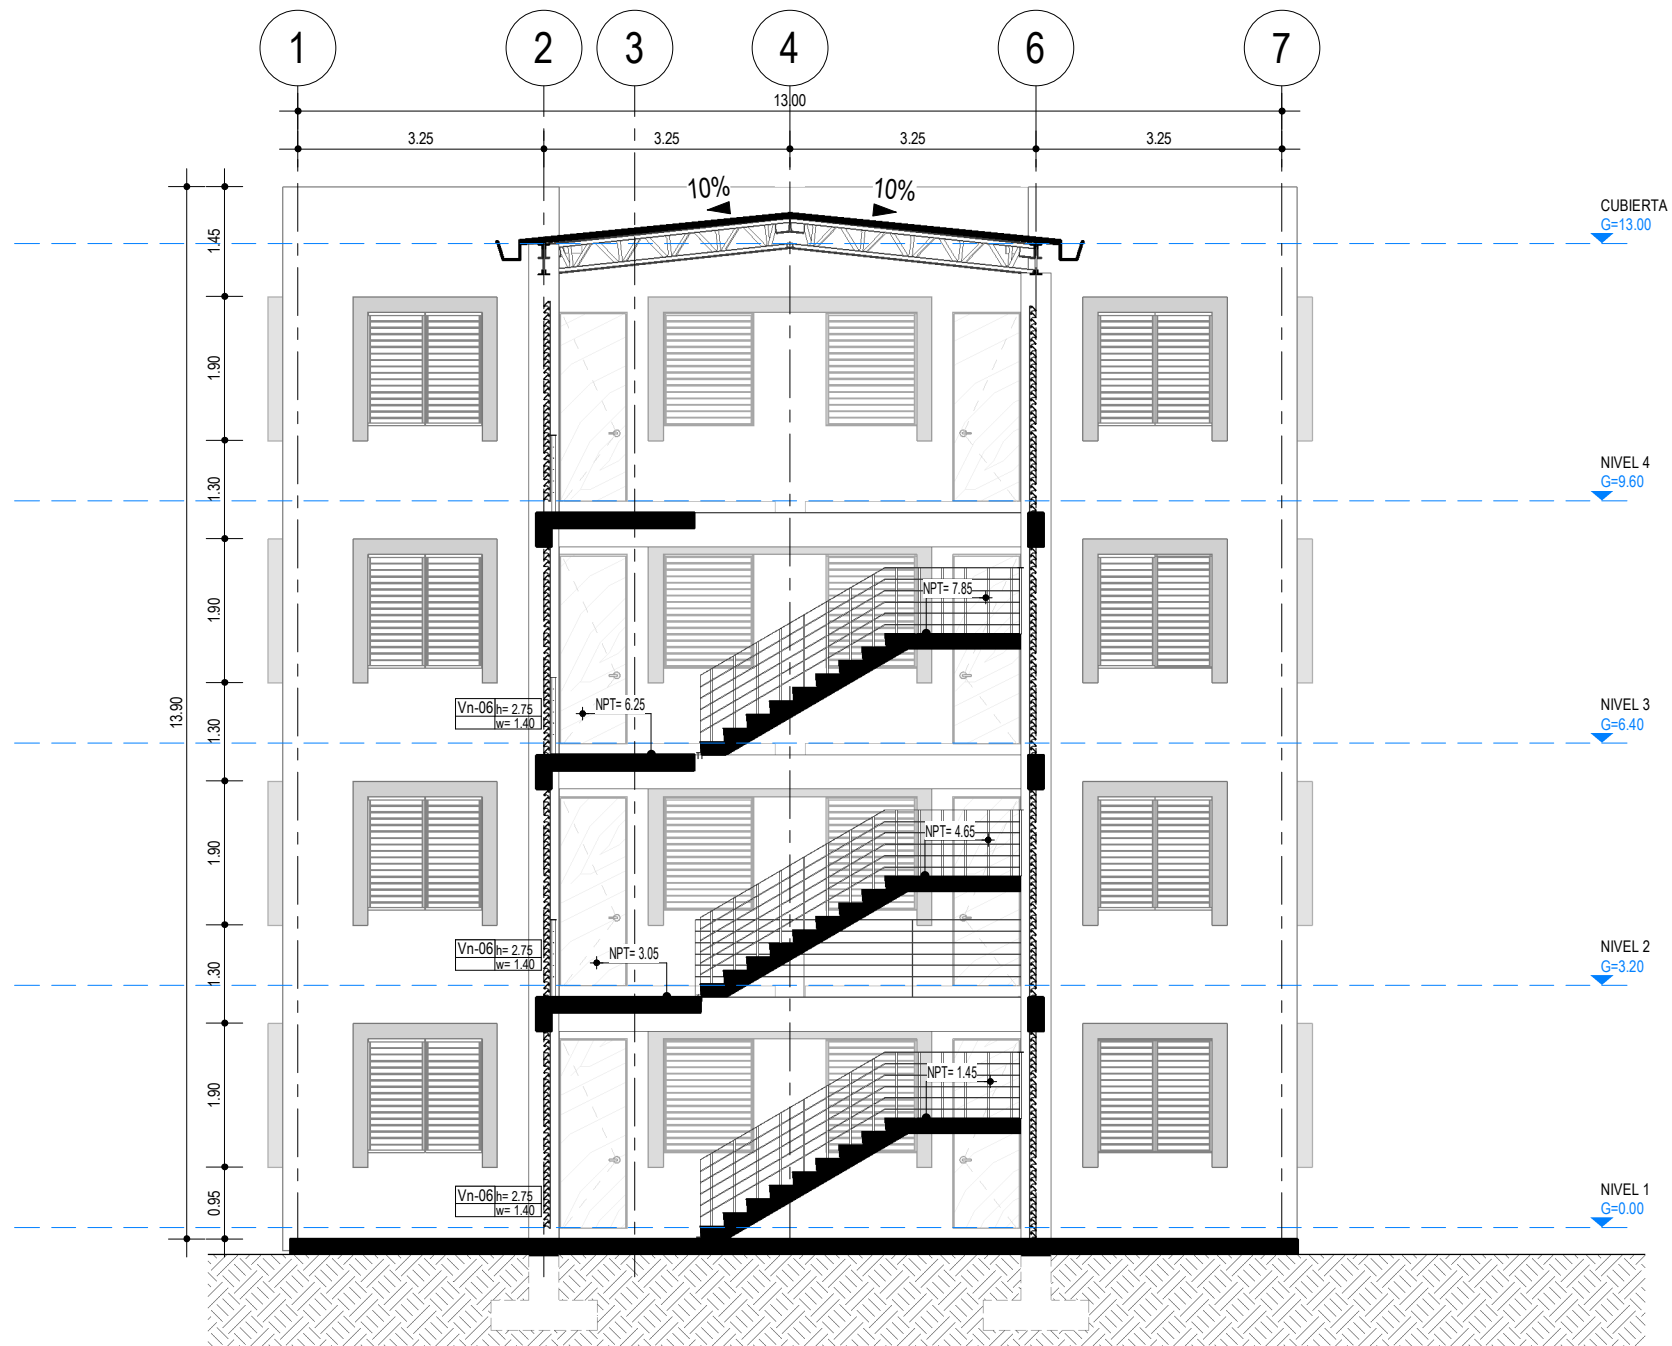 1 2 3 4 6 7
13.00
3.25 3.25 3.25 3.25
10% 10%
CUBIERTA
G=13.00
1.45
1.90
NIVEL 4
G=9.60
1.30
NPT= 7.85
1.90
13.90
Vn-06 h= 2.75
w= 1.40
NPT= 6.25
NIVEL 3
G=6.40
1.30
NPT= 4.65
1.90
Vn-06 h= 2.75
w= 1.40
NPT= 3.05
NIVEL 2
G=3.20
1.30
NPT= 1.45
1.90
Vn-06 h= 2.75
w= 1.40
NIVEL 1
G=0.00
0.95